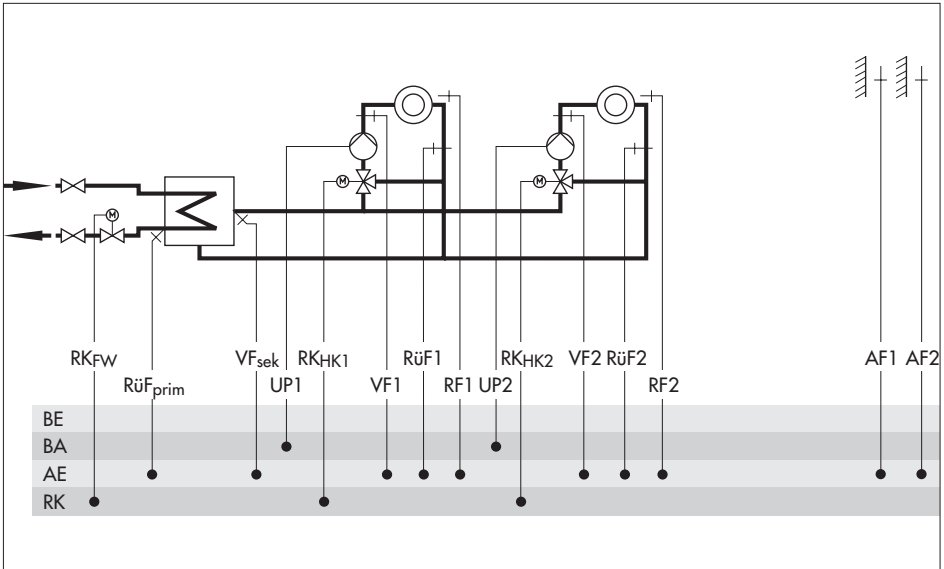 M
M
M
RKFW
VFsek
RKHK1
RüF1
RKHK2
VF2
RüF2
AF1
AF2
RüFprim
UP1
VF1
RF1
UP2
RF2
BE
BA
AE
RK